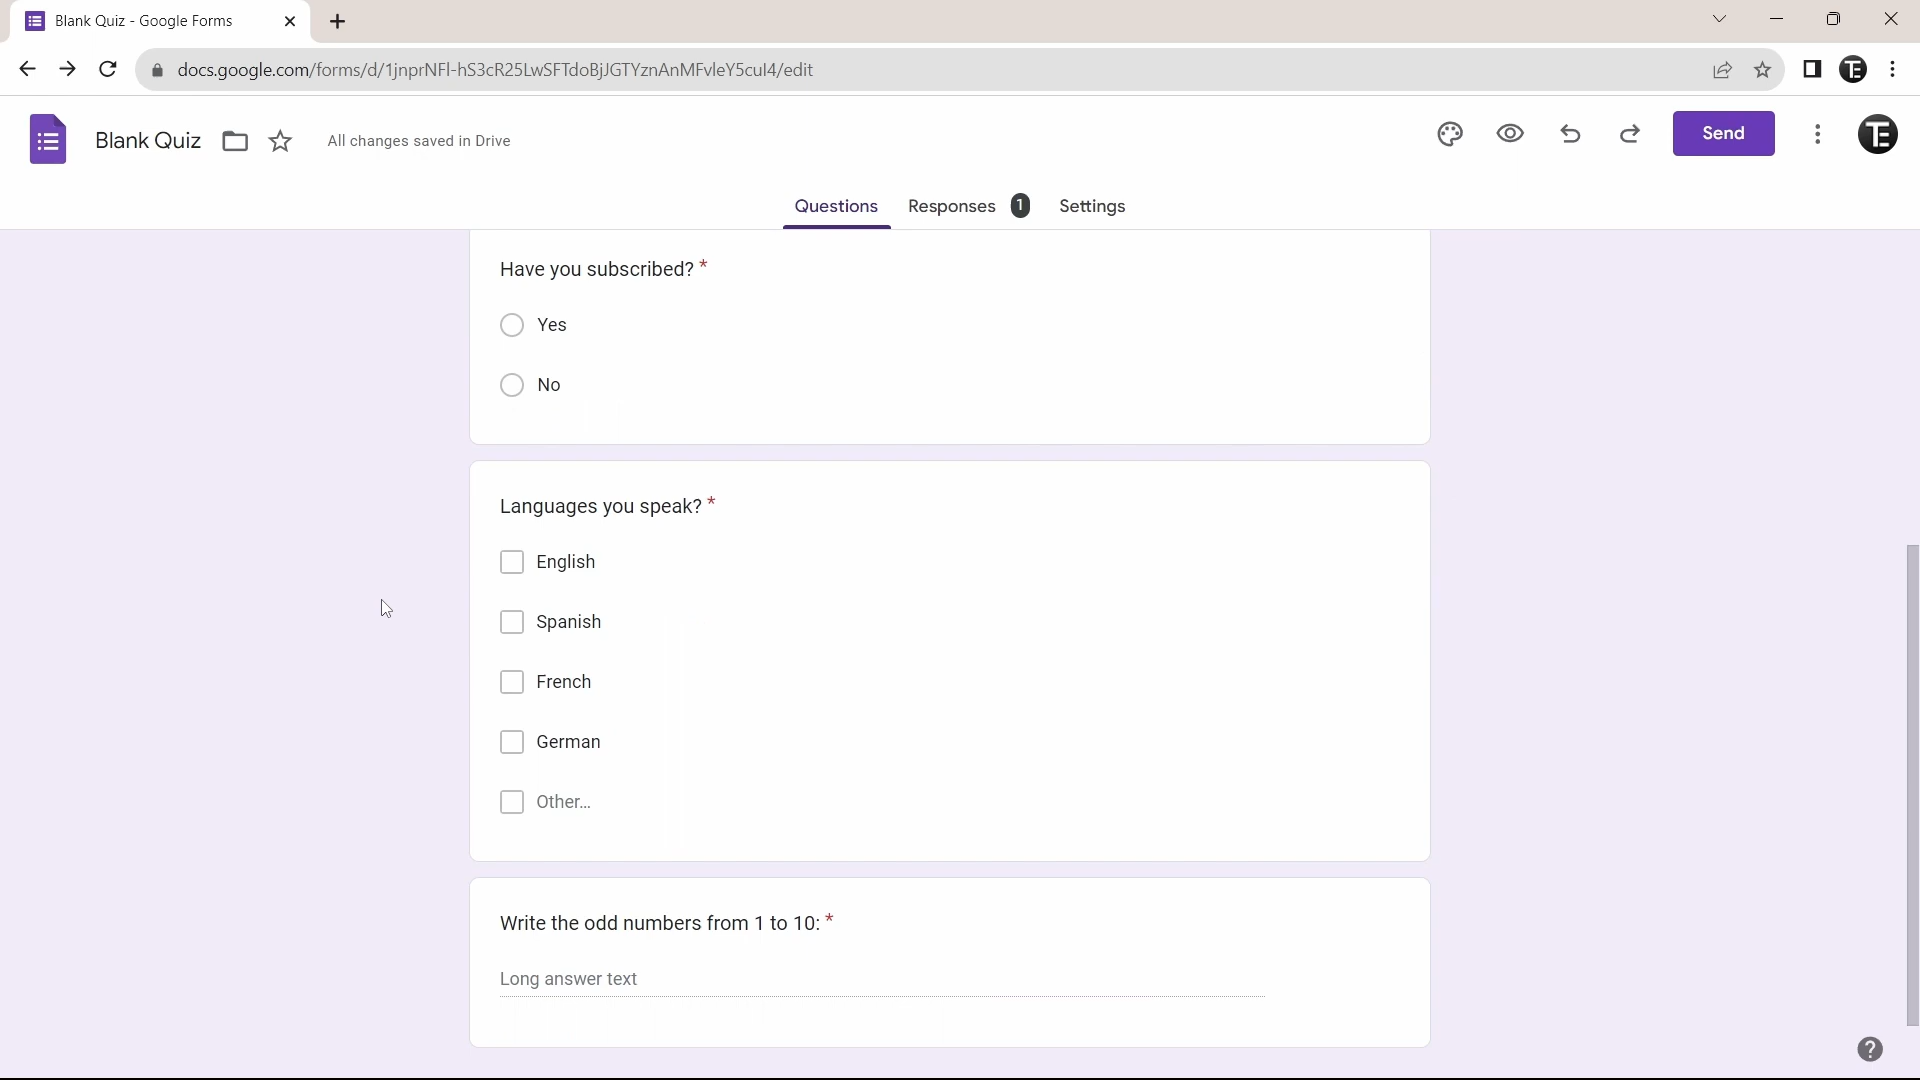 Blank Quiz - Google Forms
docs.google.com/forms/d/1jnprNFI-hS3cR25LwSFTdoBjJGTYznAnMFvleY5cuI4/edit
Blank Quiz
All changes saved in Drive
Send
Questions
Responses 1
Settings
Have you subscribed? *
Yes
No
Languages you speak? *
English
Spanish
French
German
Other...
Write the odd numbers from 1 to 10: *
Long answer text